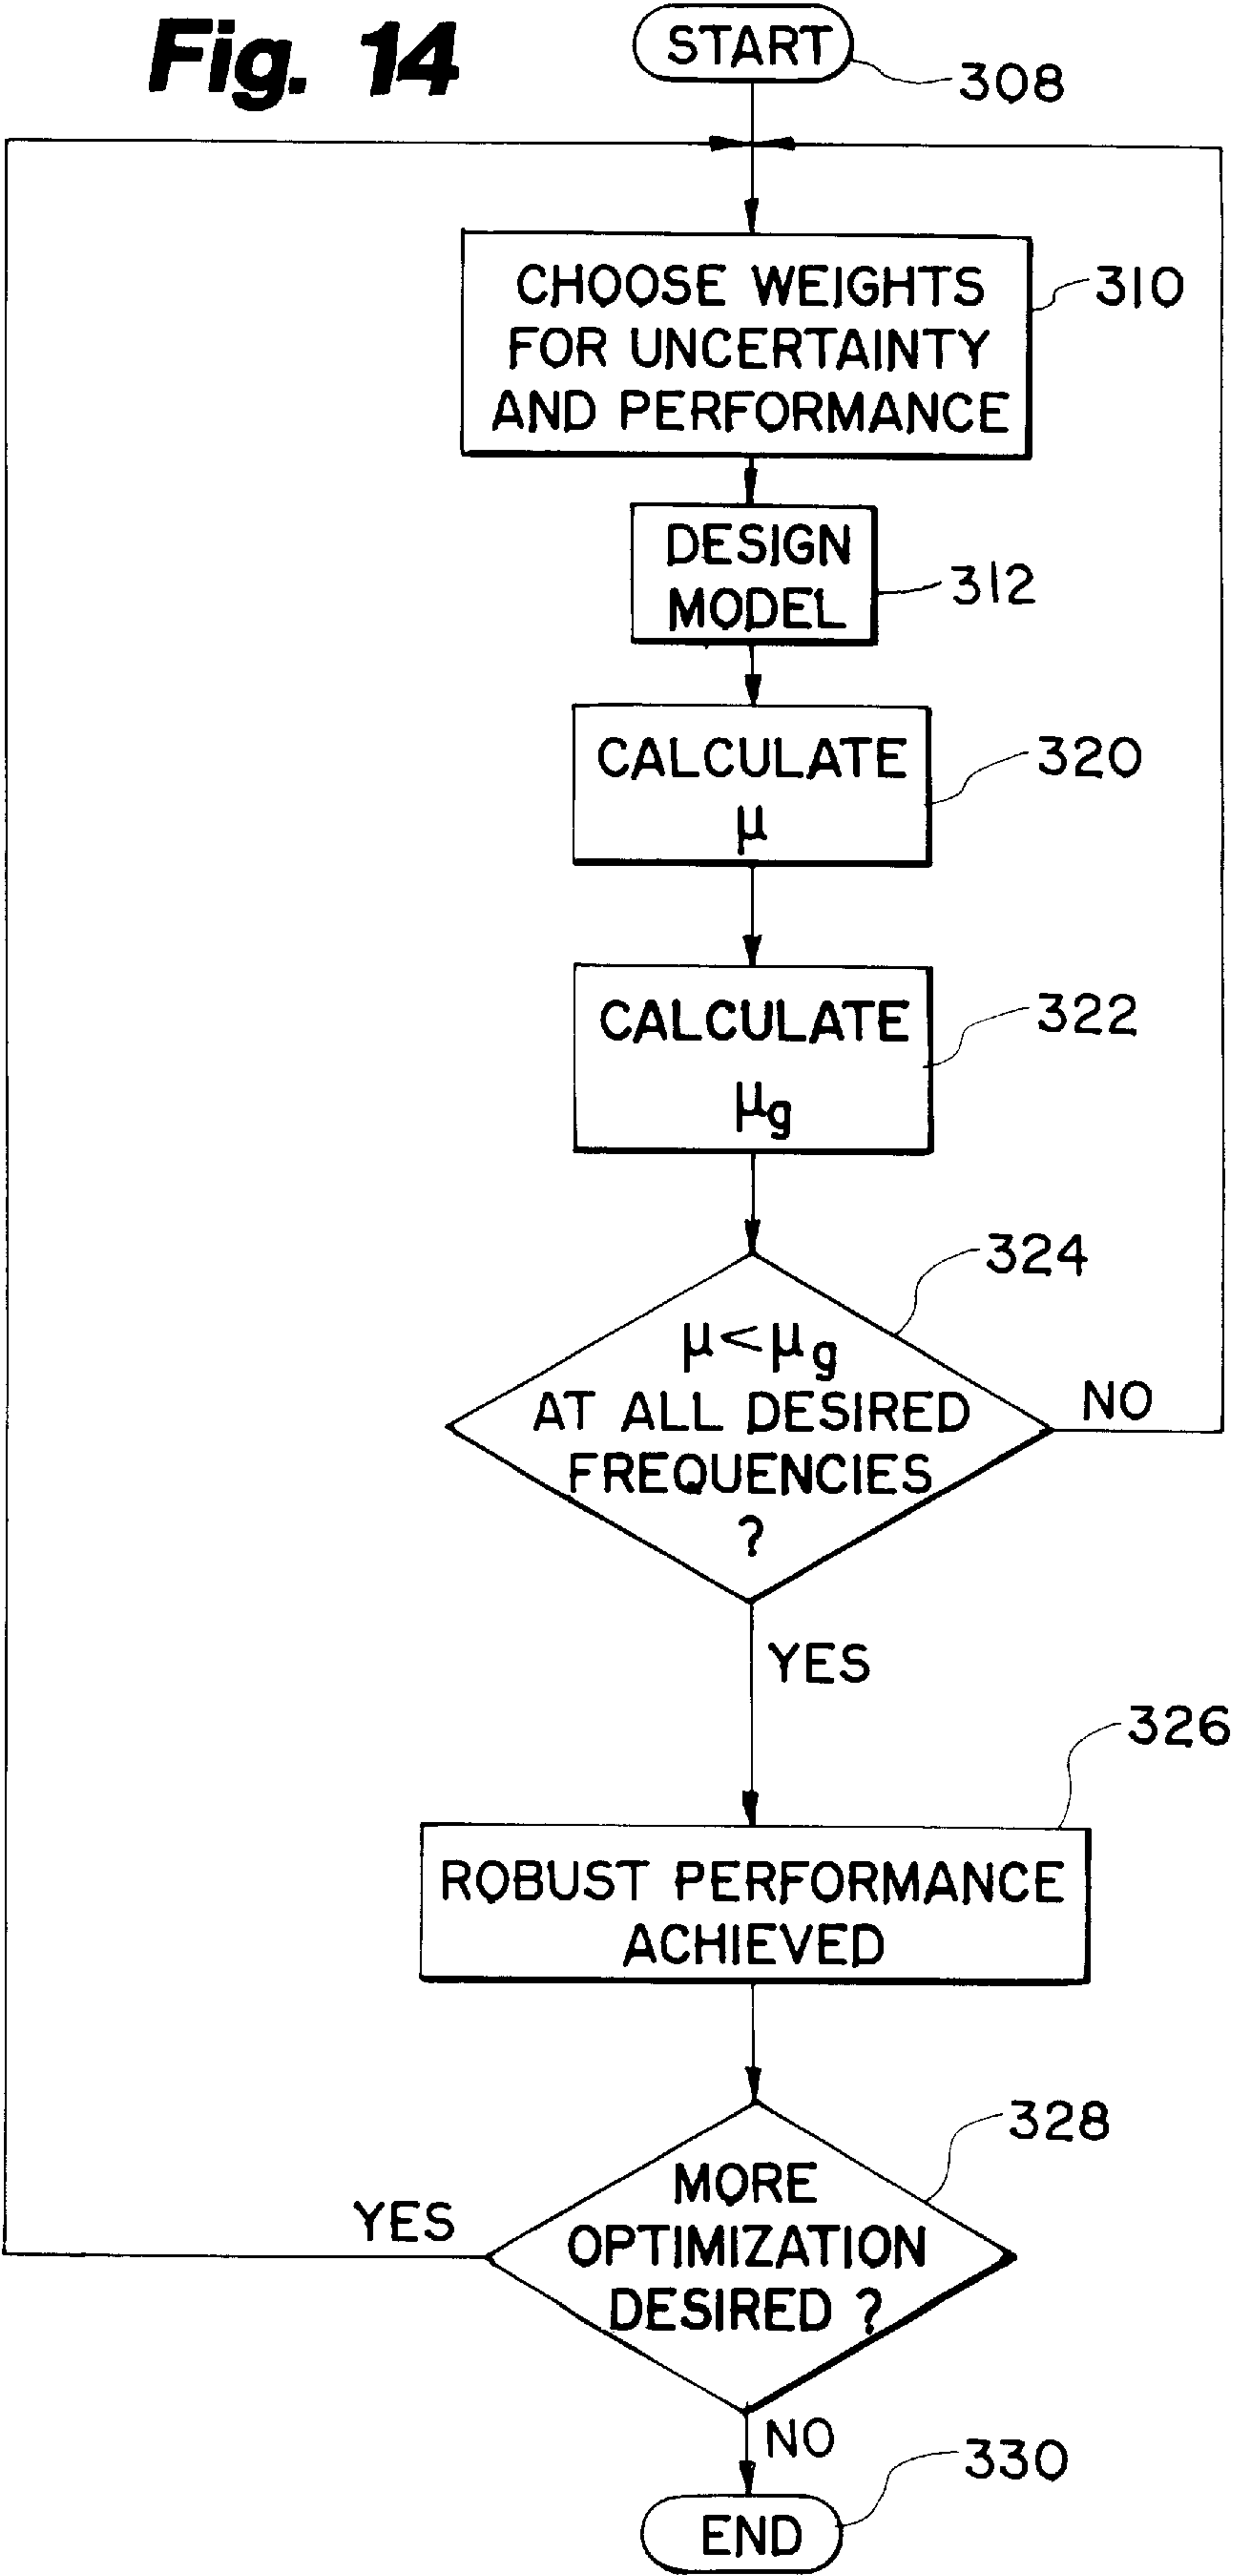 Fig. 14
START
308
CHOOSE WEIGHTS
FOR UNCERTAINTY
AND PERFORMANCE
310
DESIGN
MODEL
312
CALCULATE
μ
320
CALCULATE
μg
322
324
μ<μg
AT ALL DESIRED
FREQUENCIES
?
NO
YES
326
ROBUST PERFORMANCE
ACHIEVED
328
MORE
OPTIMIZATION
DESIRED ?
YES
NO
330
END